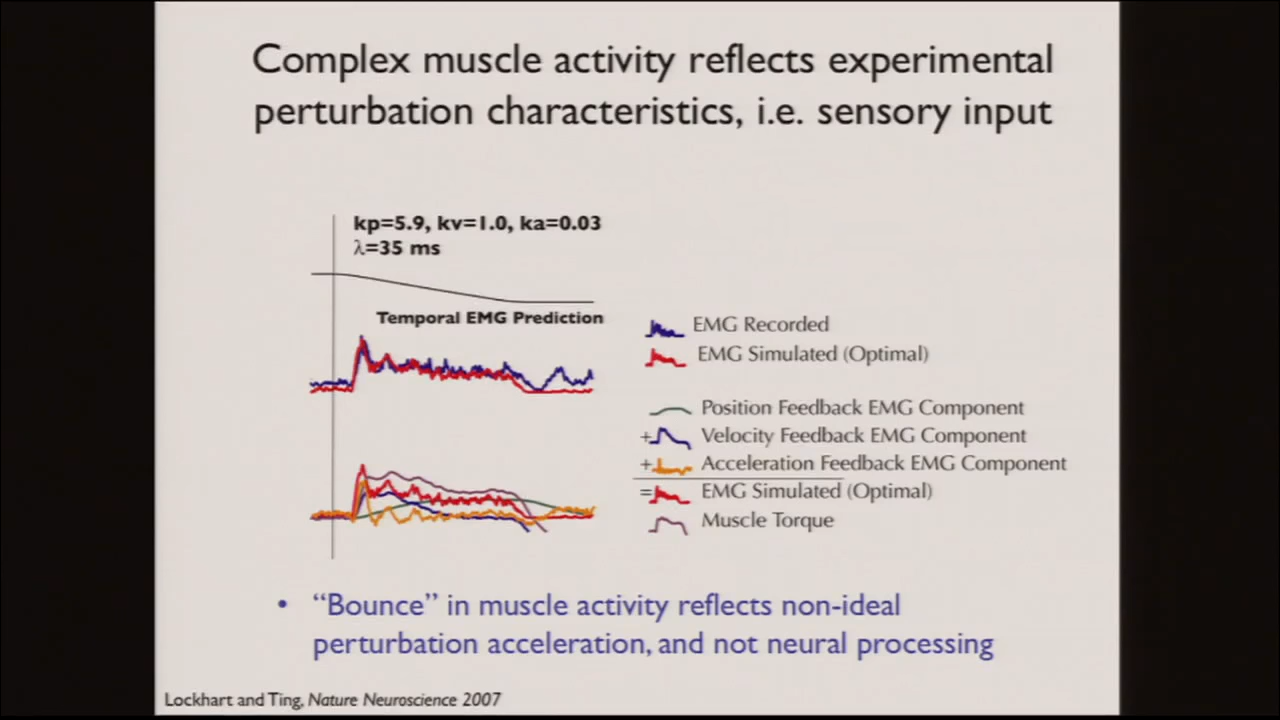 Complex muscle activity reflects experimental
perturbation characteristics, i.e. sensory input
kp=5.9, kv=1.0, ka=0.03
λ=35 ms
Temporal EMG Prediction
EMG Recorded
EMG Simulated (Optimal)
Position Feedback EMG Component
+ Velocity Feedback EMG Component
+ Acceleration Feedback EMG Component
= EMG Simulated (Optimal)
Muscle Torque
• “Bounce” in muscle activity reflects non-ideal
perturbation acceleration, and not neural processing
Lockhart and Ting, Nature Neuroscience 2007